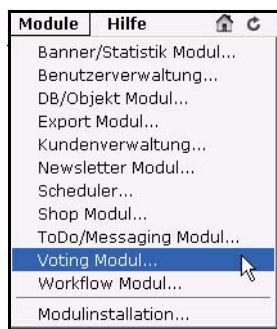 Module Hilfe
Banner/Statistik Modul...
Benutzerverwaltung...
DB/Objekt Modul...
Export Modul...
Kundenverwaltung...
Newsletter Modul...
Scheduler...
Shop Modul...
ToDo/Messaging Modul...
Voting Modul...
Workflow Modul...
Modulinstallation...